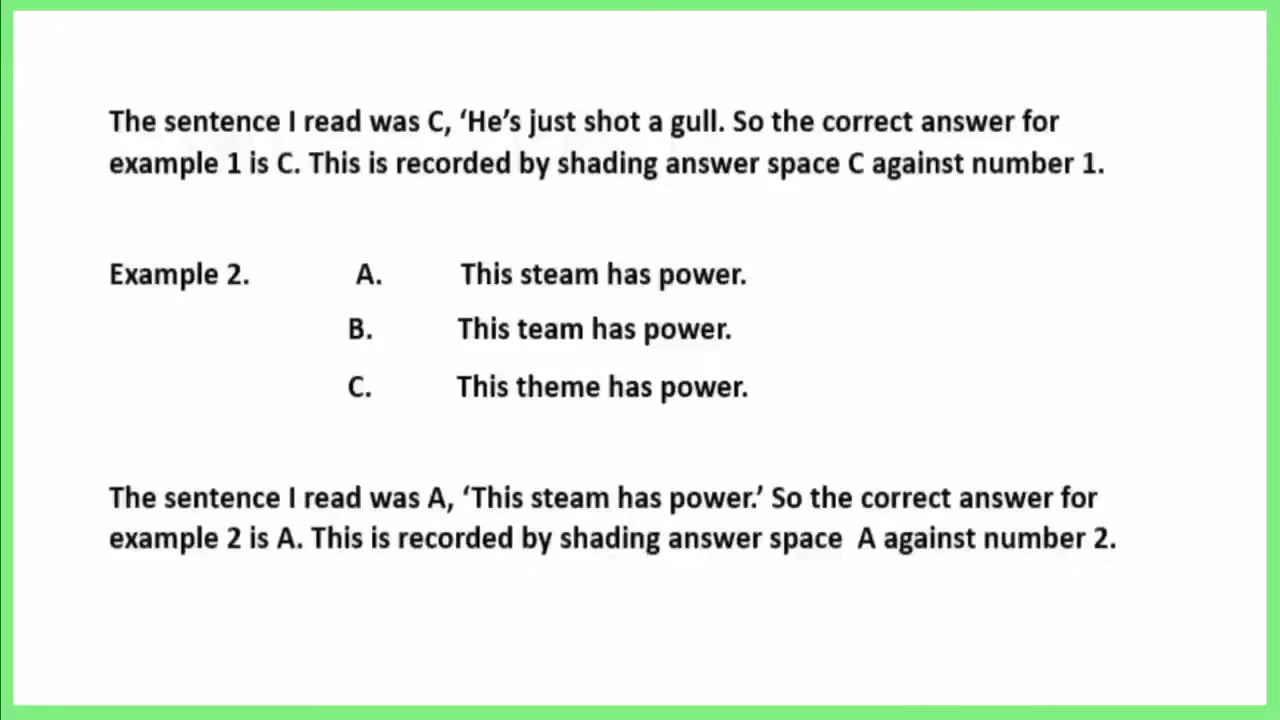 The sentence I read was C, ‘He’s just shot a gull. So the correct answer for
example 1 is C. This is recorded by shading answer space C against number 1.
Example 2. A. This steam has power.
B. This team has power.
C. This theme has power.
The sentence I read was A, ‘This steam has power.’ So the correct answer for
example 2 is A. This is recorded by shading answer space A against number 2.